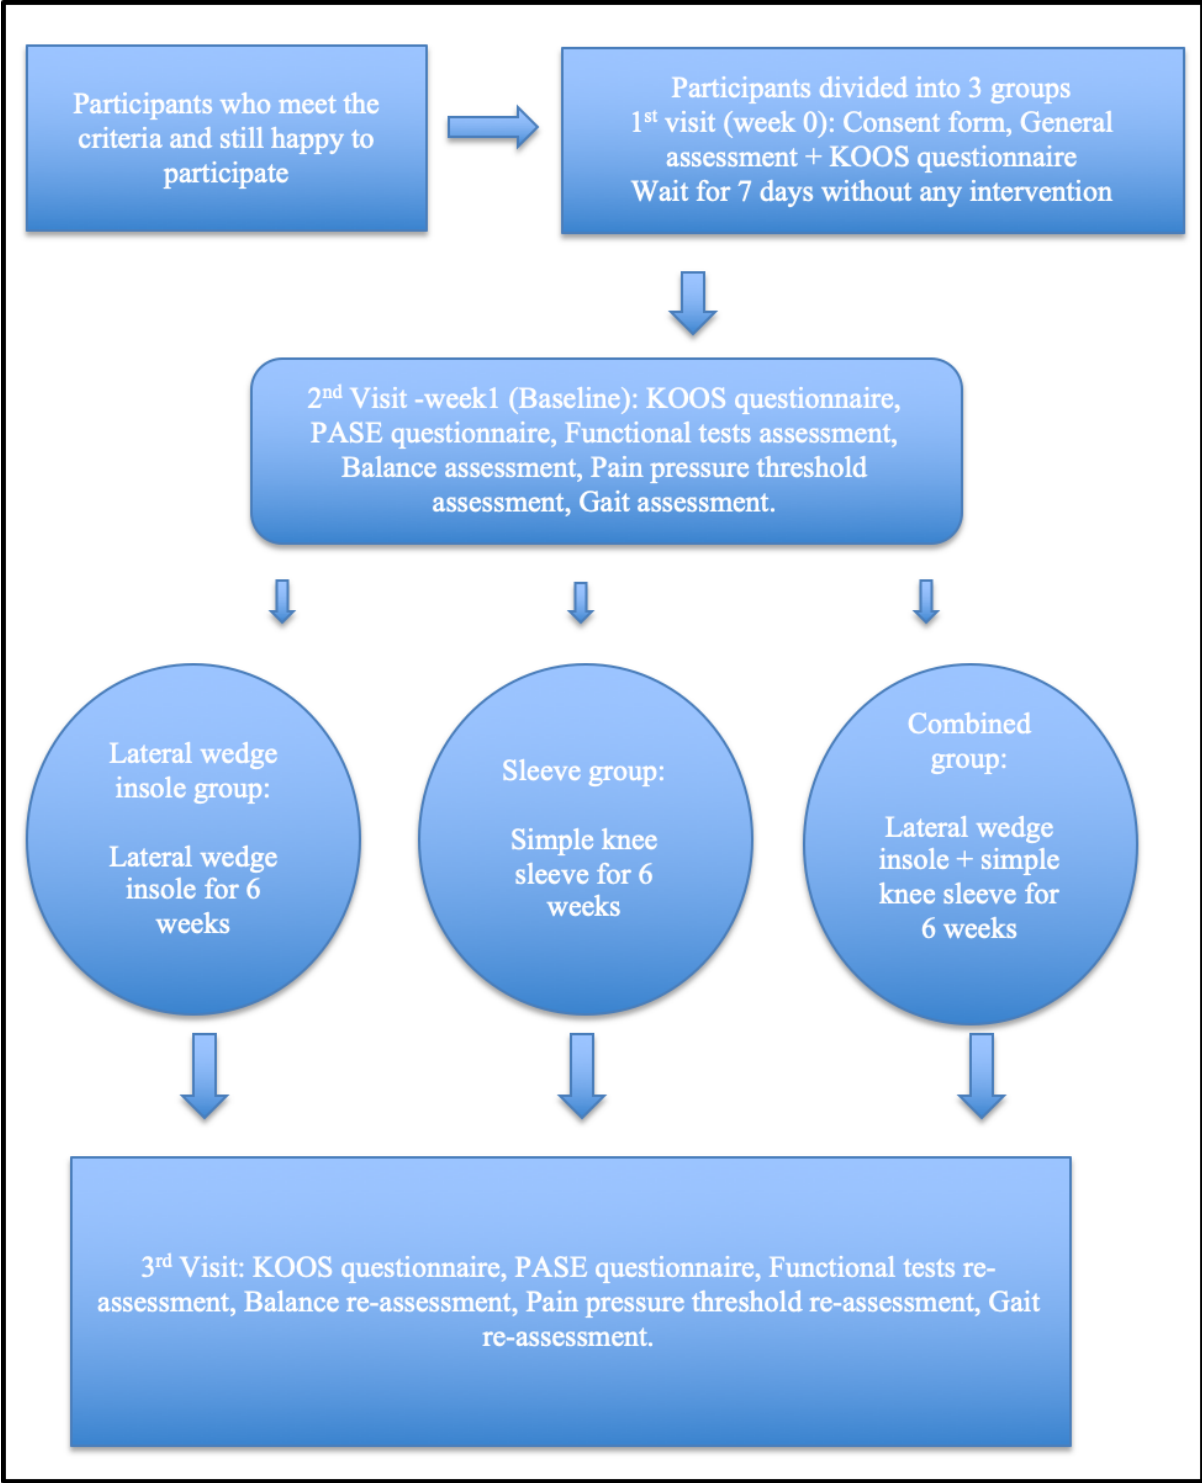 Participants who meet the
criteria and still happy to
participate
Participants divided into 3 groups
1st visit (week 0): Consent form, General
assessment + KOOS questionnaire
Wait for 7 days without any intervention
2nd Visit -week1 (Baseline): KOOS questionnaire,
PASE questionnaire, Functional tests assessment,
Balance assessment, Pain pressure threshold
assessment, Gait assessment.
Lateral wedge
insole group:
Lateral wedge
insole for 6
weeks
Sleeve group:
Simple knee
sleeve for 6
weeks
Combined
group:
Lateral wedge
insole + simple
knee sleeve for
6 weeks
3rd Visit: KOOS questionnaire, PASE questionnaire, Functional tests re-
assessment, Balance re-assessment, Pain pressure threshold re-assessment, Gait
re-assessment.